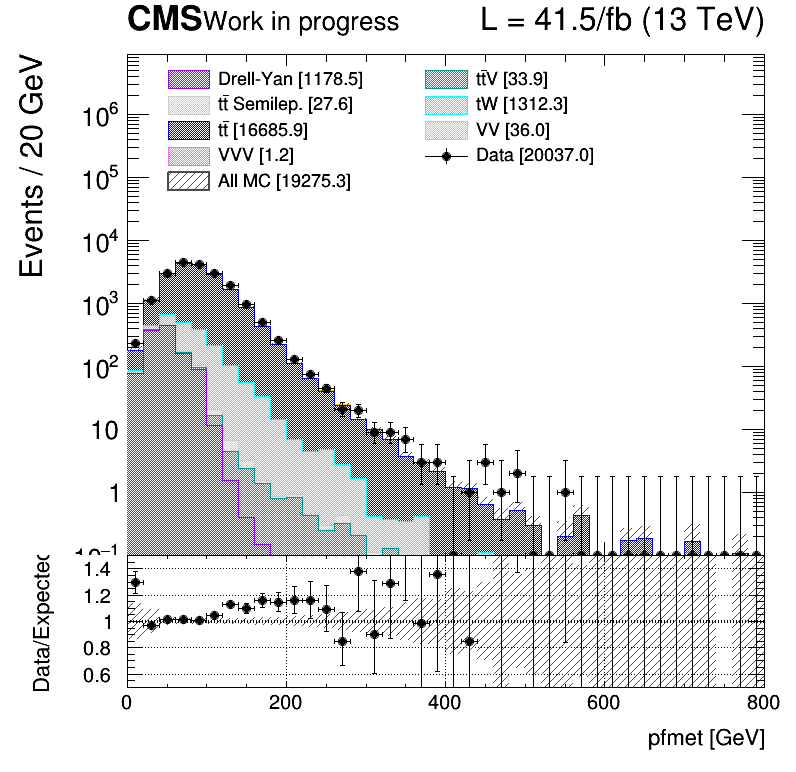 CMS Work in progress L = 41.5/fb (13 TeV)
Events / 20 GeV
Drell-Yan [1178.5]
tt̄ Semilep. [27.6]
tt̄ [16685.9]
VVV [1.2]
All MC [19275.3]
tt̄V [33.9]
tW [1312.3]
VV [36.0]
Data [20037.0]
10⁶
10⁵
10⁴
10³
10²
10
1
10⁻¹
Data/Expected
1.4
1.2
1
0.8
0.6
0 200 400 600 800
pfmet [GeV]